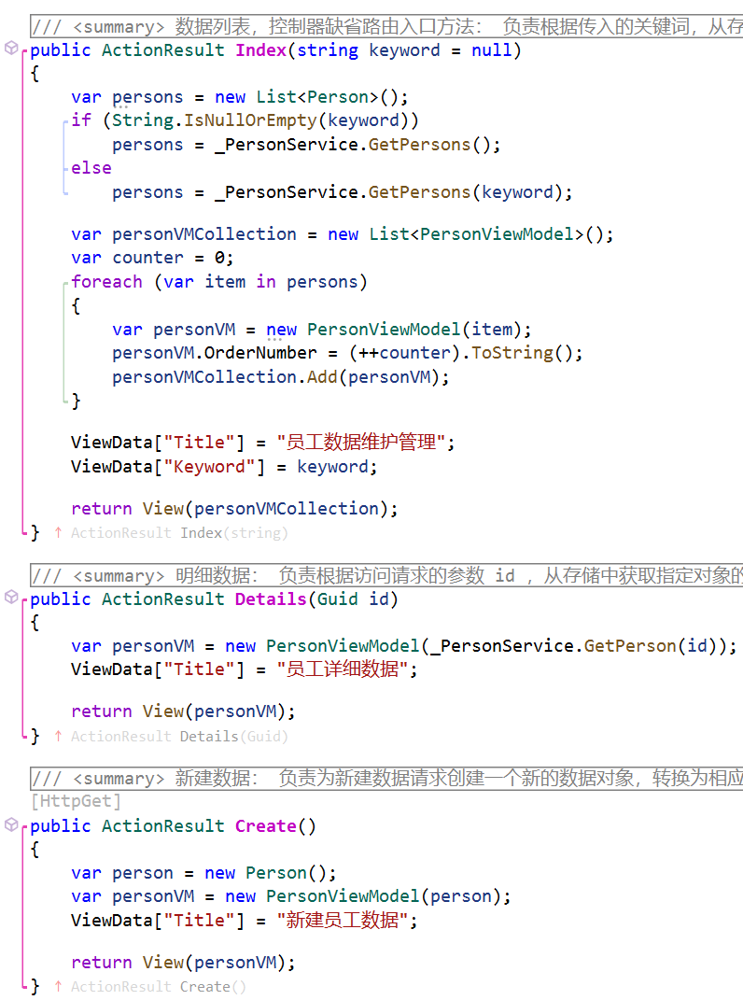 /// <summary> 数据列表，控制器缺省路由入口方法： 负责根据传入的关键词，从存
public ActionResult Index(string keyword = null)
{
    var persons = new List<Person>();
    if (String.IsNullOrEmpty(keyword))
        persons = _PersonService.GetPersons();
    else
        persons = _PersonService.GetPersons(keyword);
    var personVMCollection = new List<PersonViewModel>();
    var counter = 0;
    foreach (var item in persons)
    {
        var personVM = new PersonViewModel(item);
        personVM.OrderNumber = (++counter).ToString();
        personVMCollection.Add(personVM);
    }
    ViewData["Title"] = "员工数据维护管理";
    ViewData["Keyword"] = keyword;
    return View(personVMCollection);
} ↑ ActionResult Index(string)
/// <summary> 明细数据： 负责根据访问请求的参数 id ，从存储中获取指定对象的
public ActionResult Details(Guid id)
{
    var personVM = new PersonViewModel(_PersonService.GetPerson(id));
    ViewData["Title"] = "员工详细数据";
    return View(personVM);
} ↑ ActionResult Details(Guid)
/// <summary> 新建数据： 负责为新建数据请求创建一个新的数据对象，转换为相应
[HttpGet]
public ActionResult Create()
{
    var person = new Person();
    var personVM = new PersonViewModel(person);
    ViewData["Title"] = "新建员工数据";
    return View(personVM);
} ↑ ActionResult Create()